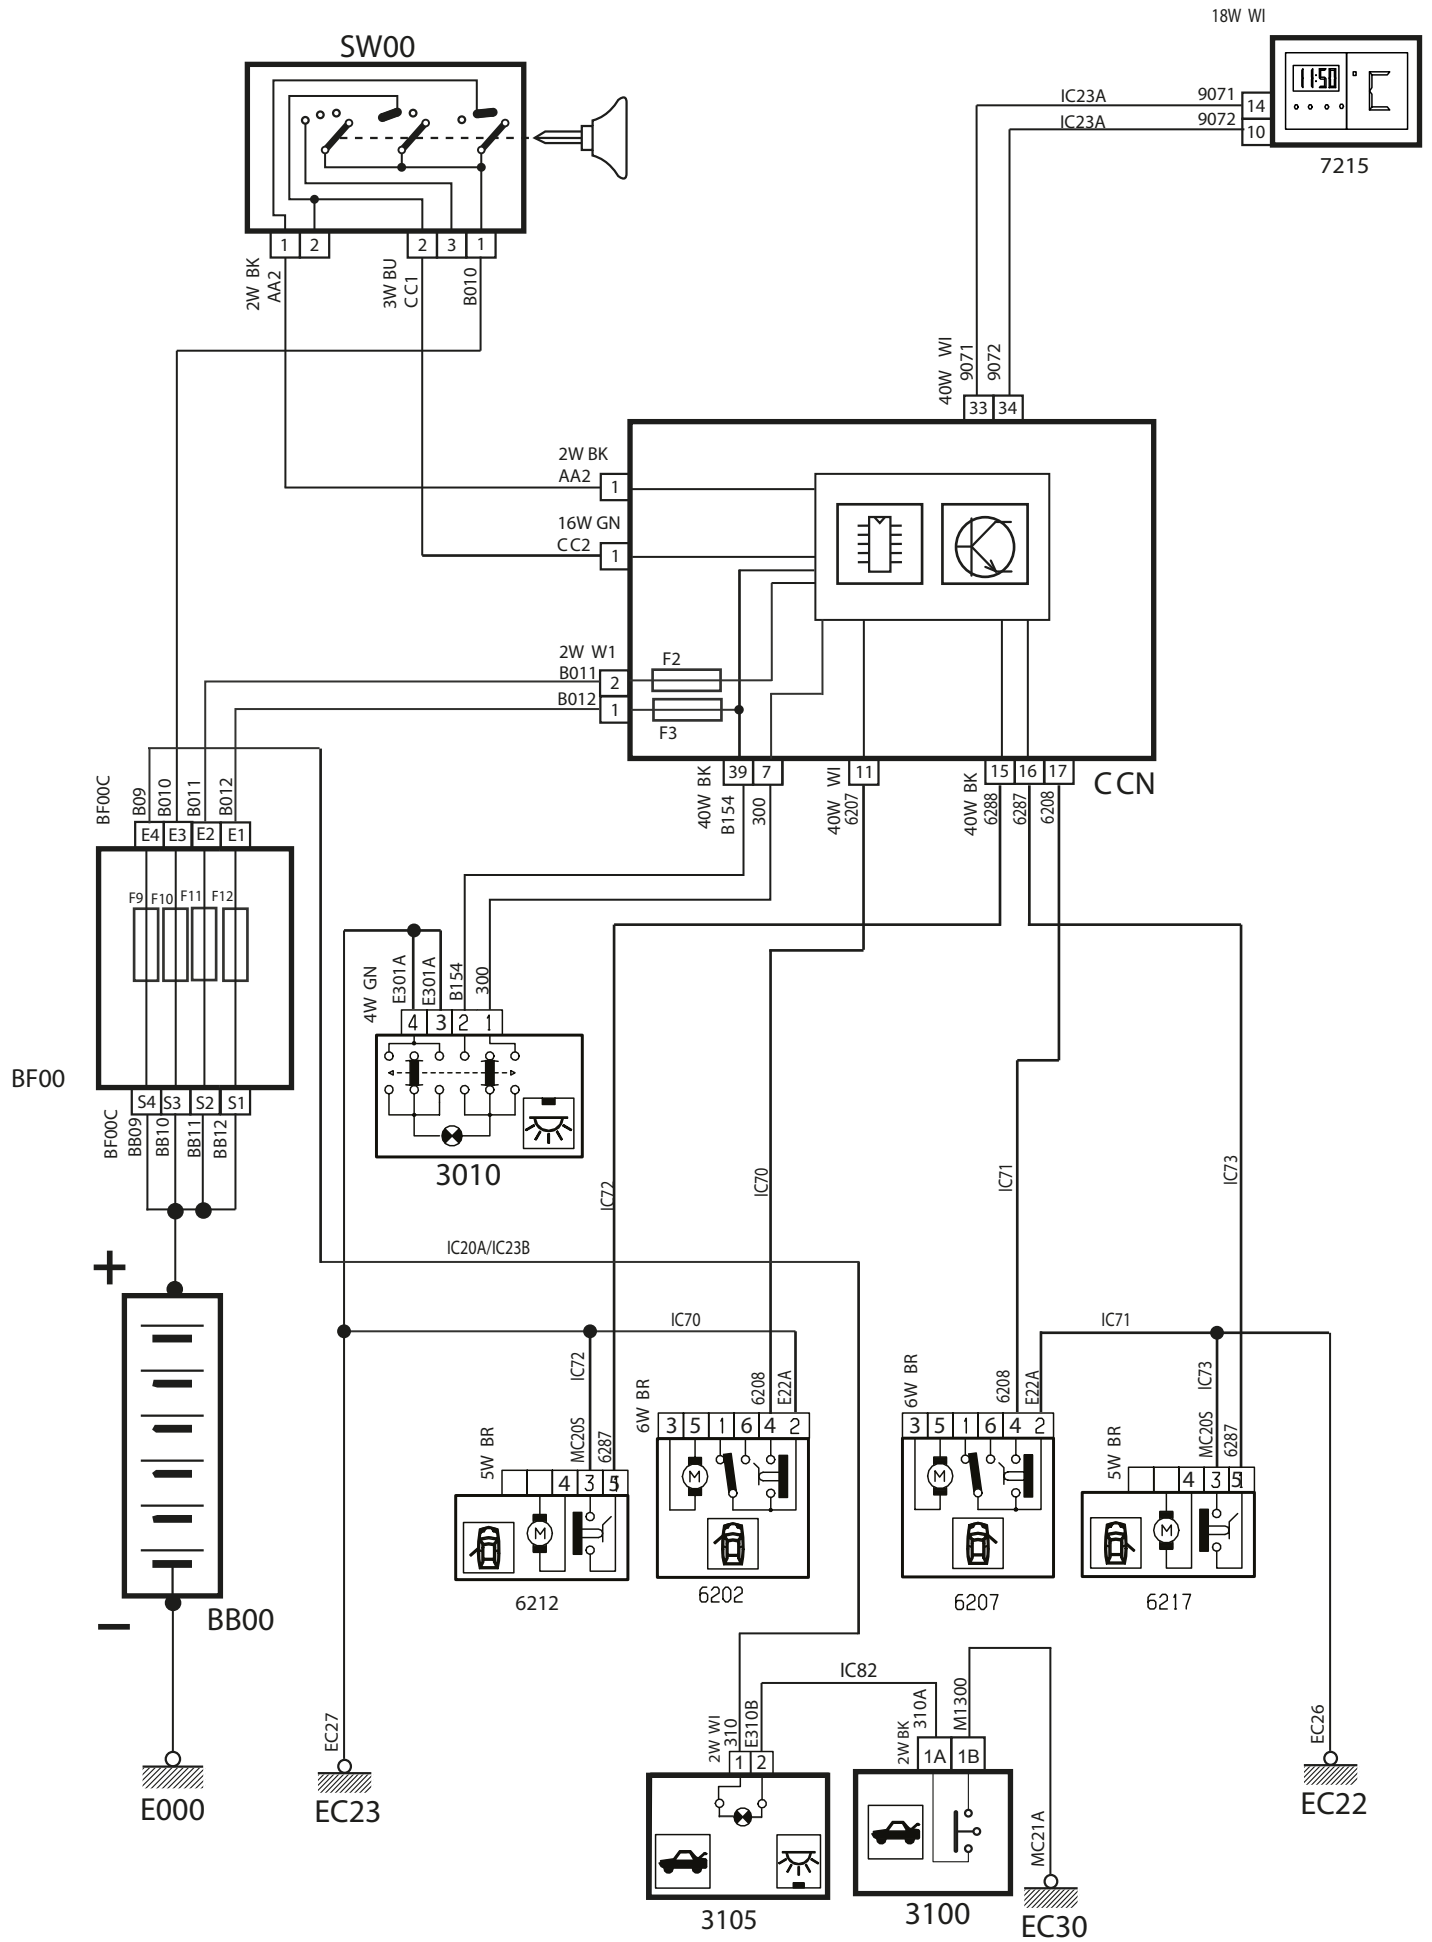 18W WI
SW00
11:50
°C
IC23A
9071
14
IC23A
9072
10
7215
1
2
2
3
1
2W BK
AA2
3W BU
CC1
B010
40W WI
9071
9072
33
34
2W BK
AA2
1
16W GN
CC2
1
2W W1
B011
2
B012
1
F2
F3
39
7
11
15
16
17
CCN
40W BK
B154
300
40W WI
6207
40W BK
6288
6287
6208
BF00C
B09
B010
B011
B012
E4
E3
E2
E1
F9
F10
F11
F12
BF00
S4
S3
S2
S1
BF00C
BB09
BB10
BB11
BB12
4W GN
E301A
E301A
B154
300
4
3
2
1
3010
IC72
IC70
IC71
IC73
IC20A/IC23B
+
IC70
IC71
IC72
IC73
5W BR
MC20S
6287
4
3
5
M
6212
6W BR
6208
E22A
3
5
1
6
4
2
M
6202
6W BR
6208
E22A
3
5
1
6
4
2
M
6207
5W BR
MC20S
6287
4
3
5
M
6217
BB00
–
E000
EC27
EC23
IC82
2W WI
310
E310B
1
2
3105
2W BK
310A
M1300
1A
1B
3100
MC21A
EC30
EC26
EC22